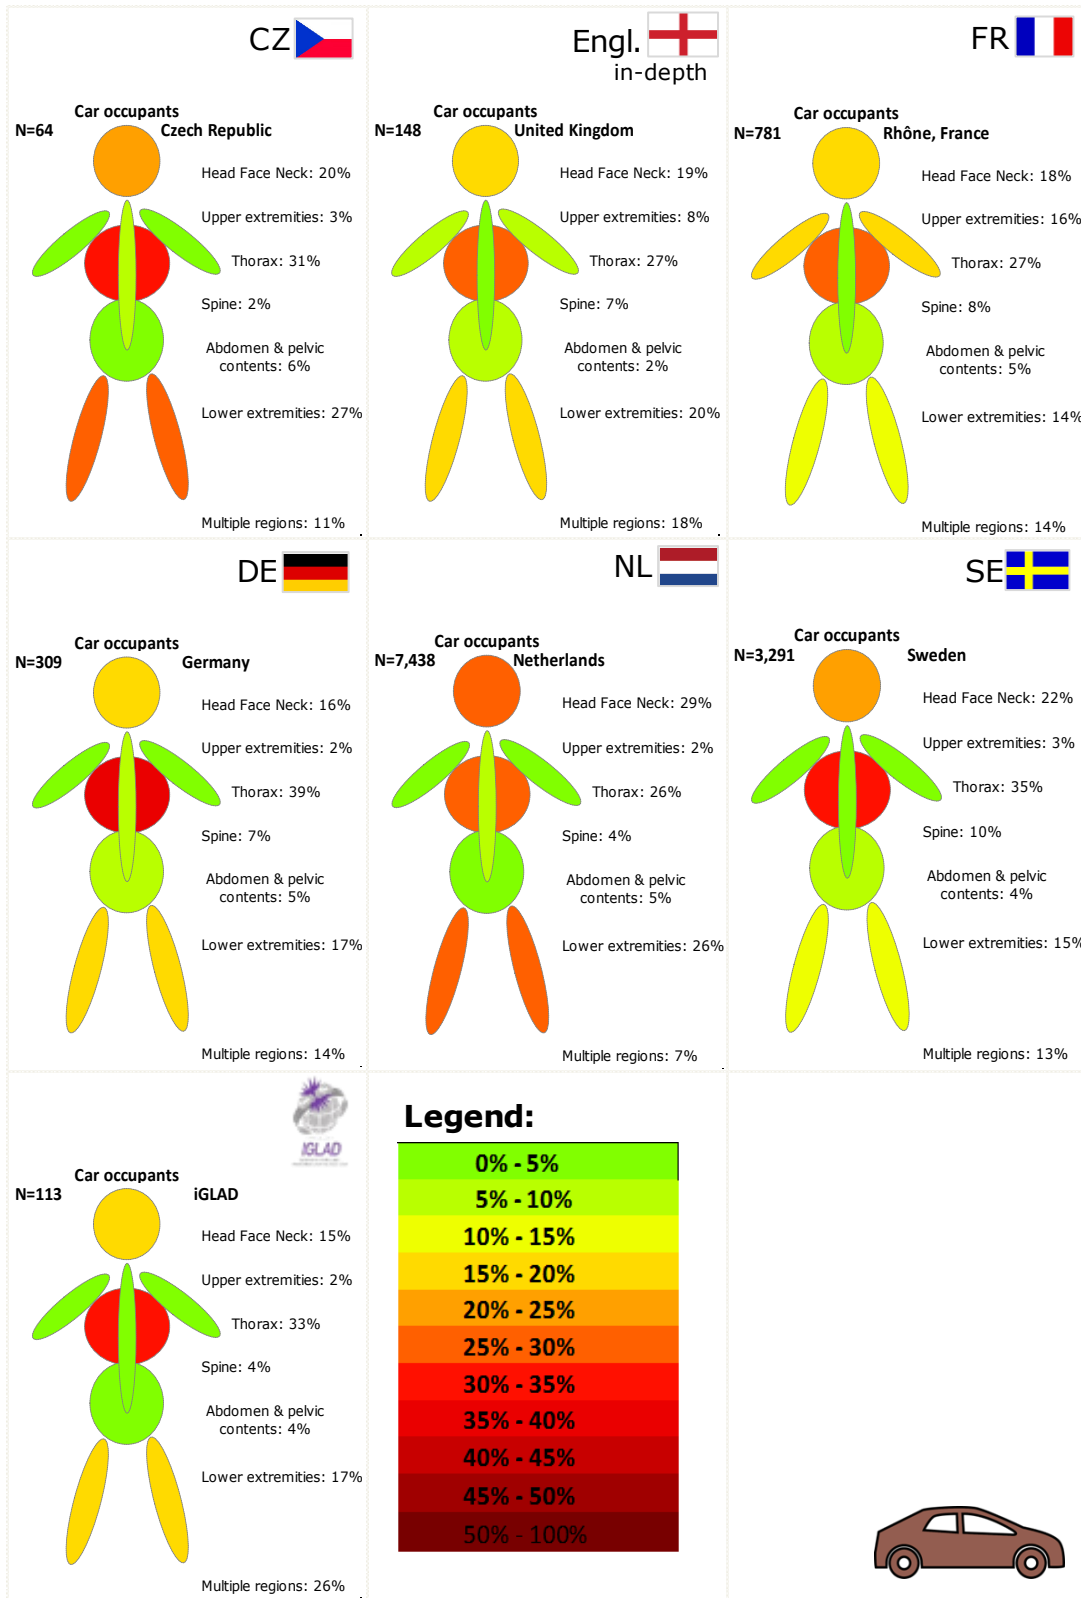 CZ
Car occupants
N=64
Czech Republic
Head Face Neck: 20%
Upper extremities: 3%
Thorax: 31%
Spine: 2%
Abdomen & pelvic
contents: 6%
Lower extremities: 27%
Multiple regions: 11%
Engl.
in-depth
Car occupants
N=148
United Kingdom
Head Face Neck: 19%
Upper extremities: 8%
Thorax: 27%
Spine: 7%
Abdomen & pelvic
contents: 2%
Lower extremities: 20%
Multiple regions: 18%
FR
Car occupants
N=781
Rhône, France
Head Face Neck: 18%
Upper extremities: 16%
Thorax: 27%
Spine: 8%
Abdomen & pelvic
contents: 5%
Lower extremities: 14%
Multiple regions: 14%
DE
Car occupants
N=309
Germany
Head Face Neck: 16%
Upper extremities: 2%
Thorax: 39%
Spine: 7%
Abdomen & pelvic
contents: 5%
Lower extremities: 17%
Multiple regions: 14%
NL
Car occupants
N=7,438
Netherlands
Head Face Neck: 29%
Upper extremities: 2%
Thorax: 26%
Spine: 4%
Abdomen & pelvic
contents: 5%
Lower extremities: 26%
Multiple regions: 7%
SE
Car occupants
N=3,291
Sweden
Head Face Neck: 22%
Upper extremities: 3%
Thorax: 35%
Spine: 10%
Abdomen & pelvic
contents: 4%
Lower extremities: 15%
Multiple regions: 13%
IGLAD
Car occupants
N=113
iGLAD
Head Face Neck: 15%
Upper extremities: 2%
Thorax: 33%
Spine: 4%
Abdomen & pelvic
contents: 4%
Lower extremities: 17%
Multiple regions: 26%
Legend:
0% - 5%
5% - 10%
10% - 15%
15% - 20%
20% - 25%
25% - 30%
30% - 35%
35% - 40%
40% - 45%
45% - 50%
50% - 100%